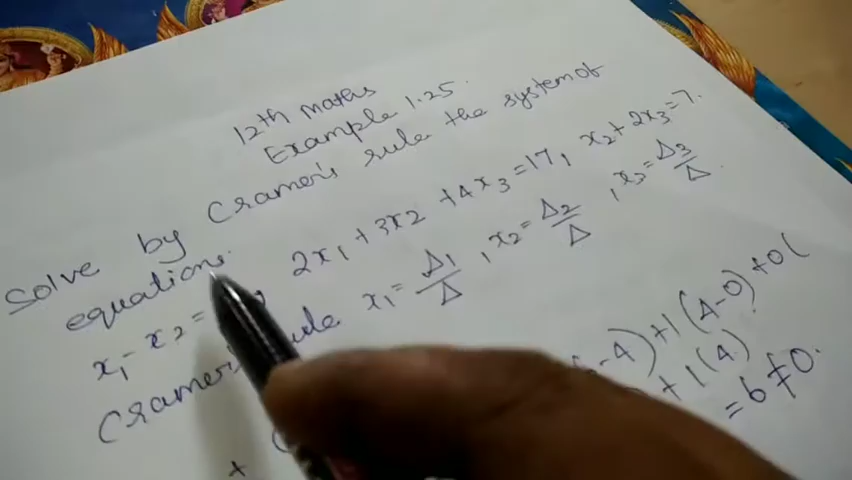 12th maths
Example 1.25.
Solve by Cramer's rule the system of
equations.
x₁-x₂= 2x₁+3x₂+4x₃=17, x₂+2x₃=7.
Cramer's rule x₁=Δ₁/Δ, x₂=Δ₂/Δ, x₃=Δ₃/Δ.
-4)+1(4-0)+0(
+1(4)
=6≠0.